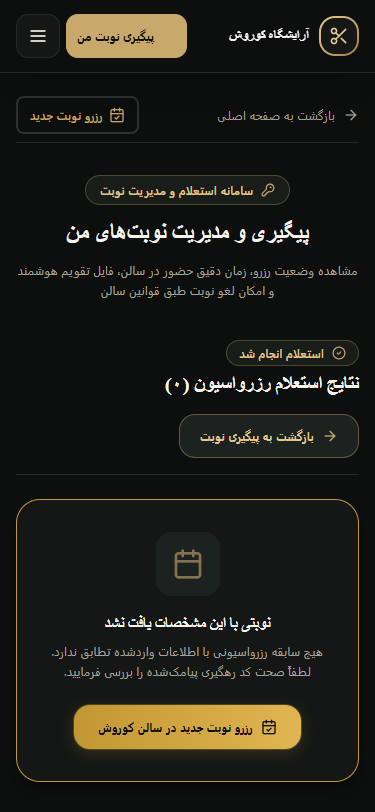 آرایشگاه کوروش
پیگیری نوبت من
بازگشت به صفحه اصلی
رزرو نوبت جدید
سامانه استعلام و مدیریت نوبت
پیگیری و مدیریت نوبت‌های من
مشاهده وضعیت رزرو، زمان دقیق حضور در سالن، فایل تقویم هوشمند
و امکان لغو نوبت طبق قوانین سالن
استعلام انجام شد
نتایج استعلام رزرواسیون (۰)
بازگشت به پیگیری نوبت
نوبتی با این مشخصات یافت نشد
هیچ سابقه رزرواسیونی با اطلاعات واردشده تطابق ندارد.
لطفاً صحت کد رهگیری پیامک‌شده را بررسی فرمایید.
رزرو نوبت جدید در سالن کوروش